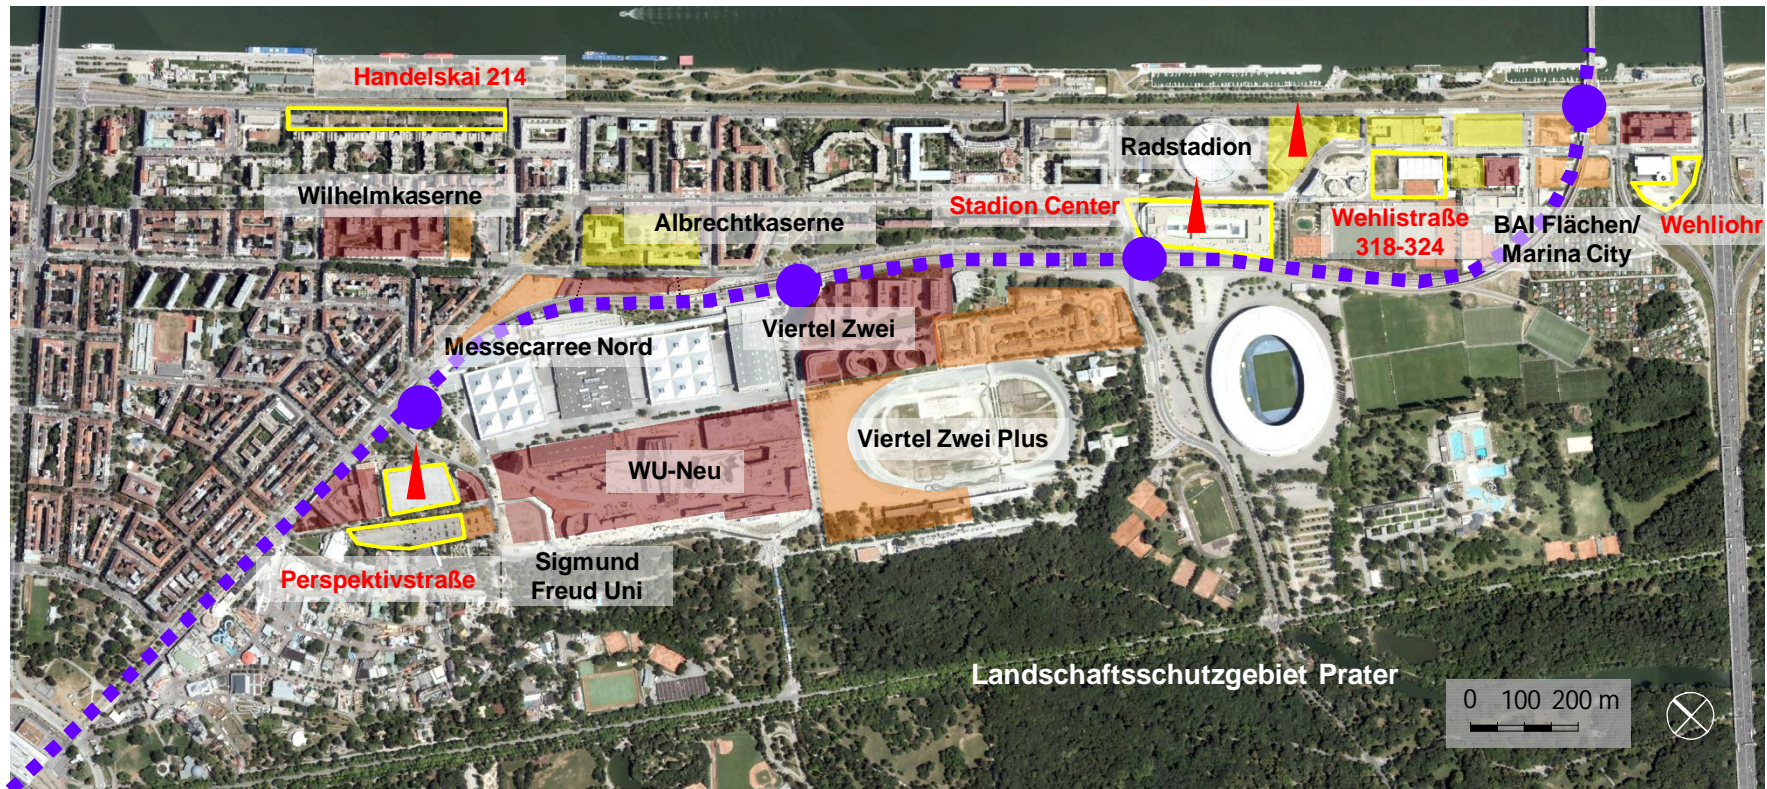 Handelskai 214
Radstadion
Wilhelmkaserne
Stadion Center
Albrechtkaserne
Wehlistraße
318-324
BAI Flächen/
Marina City
Wehliohr
Viertel Zwei
Messecarree Nord
Viertel Zwei Plus
WU-Neu
Sigmund
Freud Uni
Perspektivstraße
Landschaftsschutzgebiet Prater
0 100 200 m